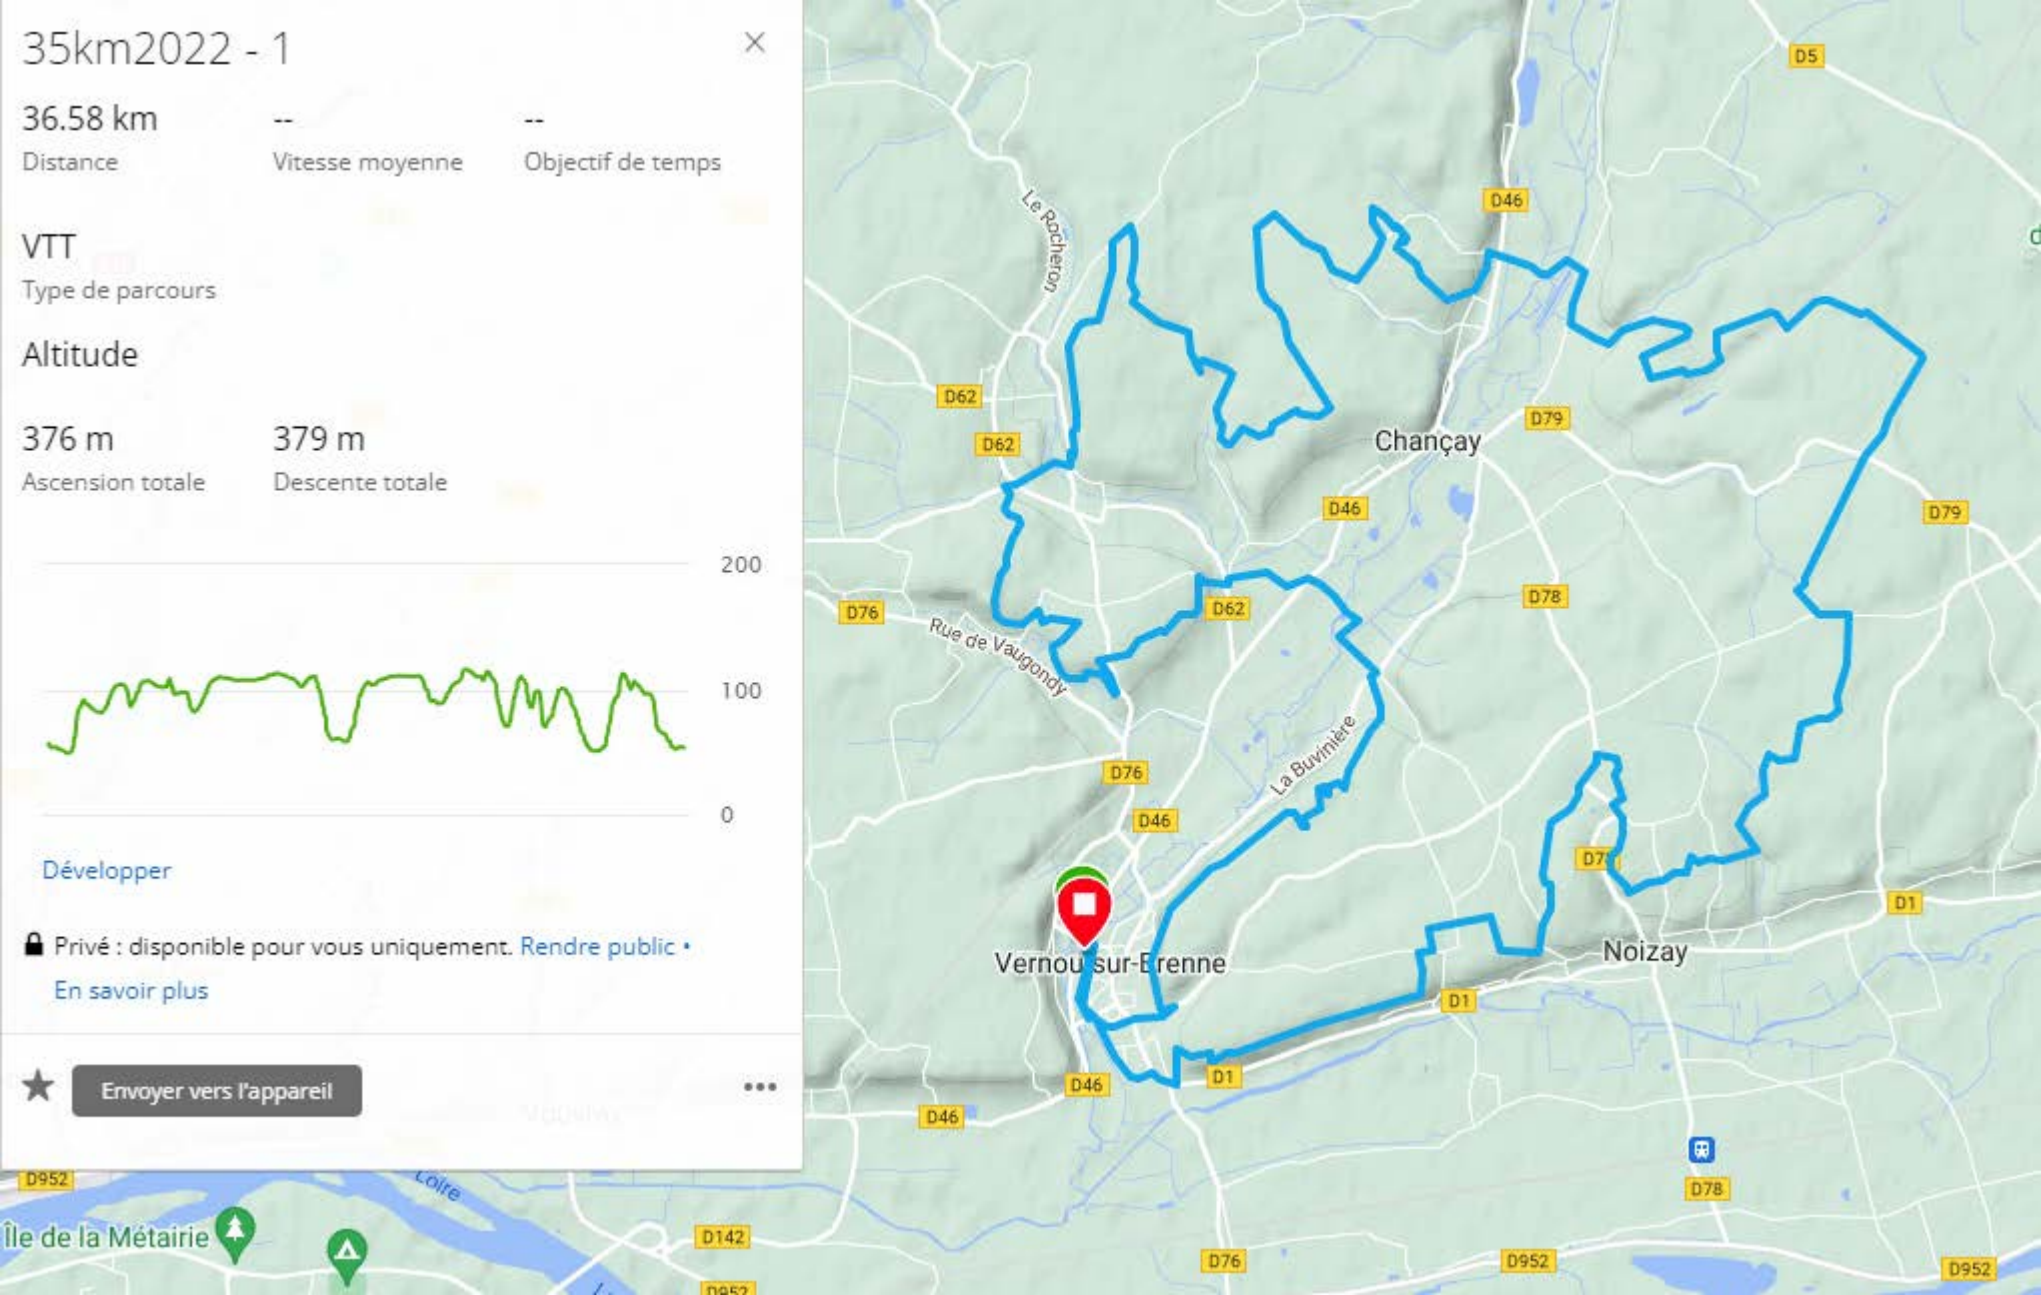 35km2022 - 1
36.58 km
Distance
--
Vitesse moyenne
--
Objectif de temps
VTT
Type de parcours
Altitude
376 m
Ascension totale
379 m
Descente totale
200
100
0
Développer
Privé : disponible pour vous uniquement. Rendre public •
En savoir plus
Envoyer vers l'appareil
D5
Le Rocheron
D46
D62
D62
D79
Chançay
D46
D79
D76
Rue de Vaugondy
D62
D78
La Buvinière
D76
D46
D78
D1
Vernou-sur-Brenne
Noizay
D1
D46
D1
D46
D952
Loire
D78
Île de la Métairie
D142
D76
D952
D952
D952